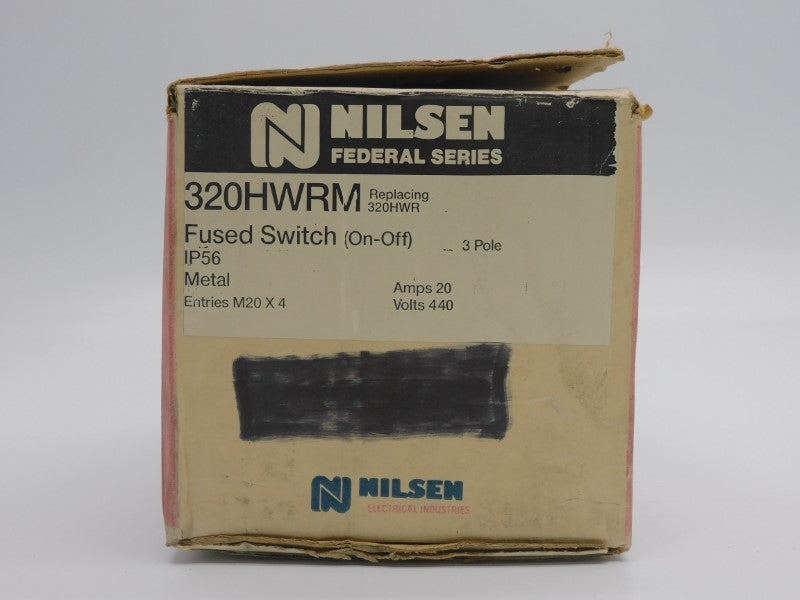 NILSEN
FEDERAL SERIES
320HWRM Replacing 320HWR
Fused Switch (On-Off) 3 Pole
IP56
Metal
Amps 20
Entries M20 X 4
Volts 440
NILSEN
ELECTRICAL INDUSTRIES